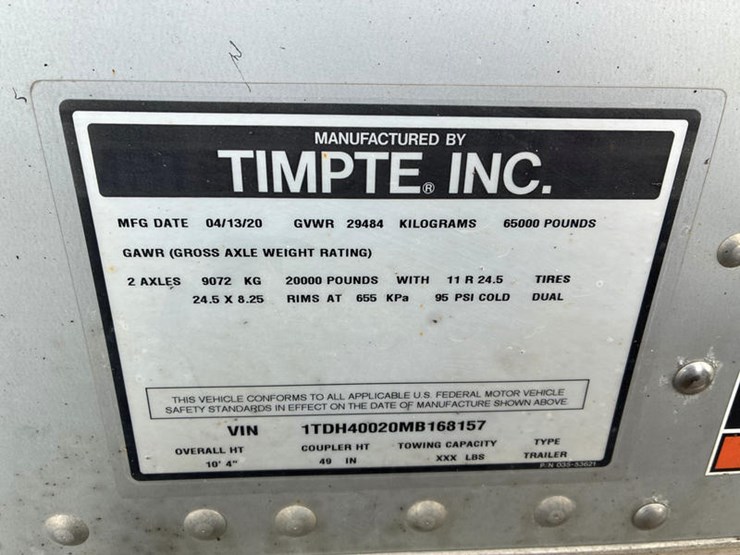 MANUFACTURED BY
TIMPTE® INC.
MFG DATE 04/13/20 GVWR 29484 KILOGRAMS 65000 POUNDS
GAWR (GROSS AXLE WEIGHT RATING)
2 AXLES 9072 KG 20000 POUNDS WITH 11 R 24.5 TIRES
24.5 X 8.25 RIMS AT 655 KPa 95 PSI COLD DUAL
THIS VEHICLE CONFORMS TO ALL APPLICABLE U.S. FEDERAL MOTOR VEHICLE
SAFETY STANDARDS IN EFFECT ON THE DATE OF MANUFACTURE SHOWN ABOVE.
VIN 1TDH40020MB168157
OVERALL HT COUPLER HT TOWING CAPACITY TYPE
10' 4" 49 IN XXX LBS TRAILER
P/N 035-53621